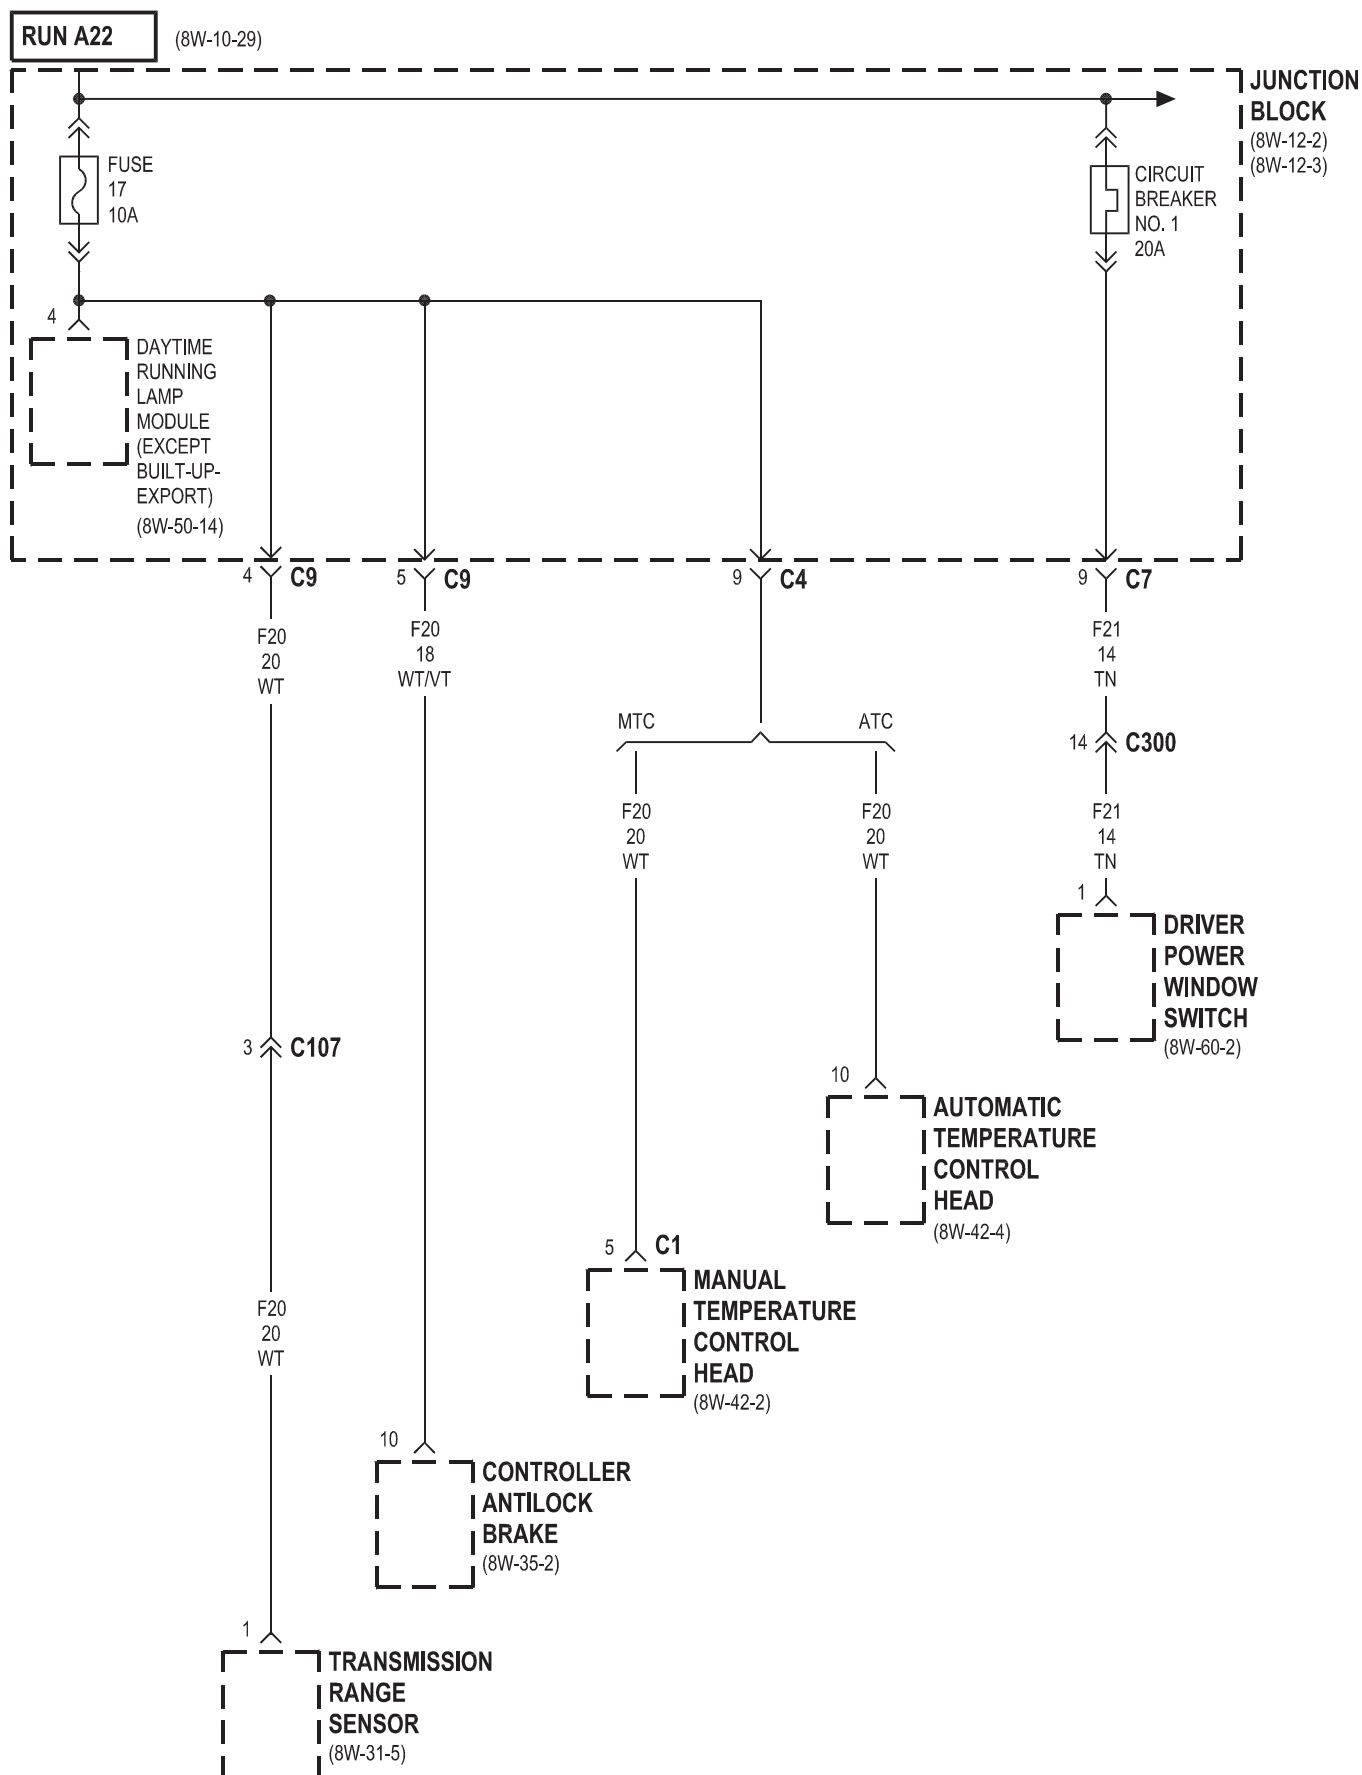 RUN A22
(8W-10-29)
JUNCTION
BLOCK
(8W-12-2)
(8W-12-3)
FUSE
17
10A
CIRCUIT
BREAKER
NO. 1
20A
4
DAYTIME
RUNNING
LAMP
MODULE
(EXCEPT
BUILT-UP-
EXPORT)
(8W-50-14)
4 C9
5 C9
9 C4
9 C7
F20
20
WT
F20
18
WT/VT
F21
14
TN
MTC
ATC
14 C300
F20
20
WT
F20
20
WT
F21
14
TN
1
DRIVER
POWER
WINDOW
SWITCH
(8W-60-2)
3 C107
10
AUTOMATIC
TEMPERATURE
CONTROL
HEAD
(8W-42-4)
5 C1
MANUAL
TEMPERATURE
CONTROL
HEAD
(8W-42-2)
F20
20
WT
10
CONTROLLER
ANTILOCK
BRAKE
(8W-35-2)
1
TRANSMISSION
RANGE
SENSOR
(8W-31-5)